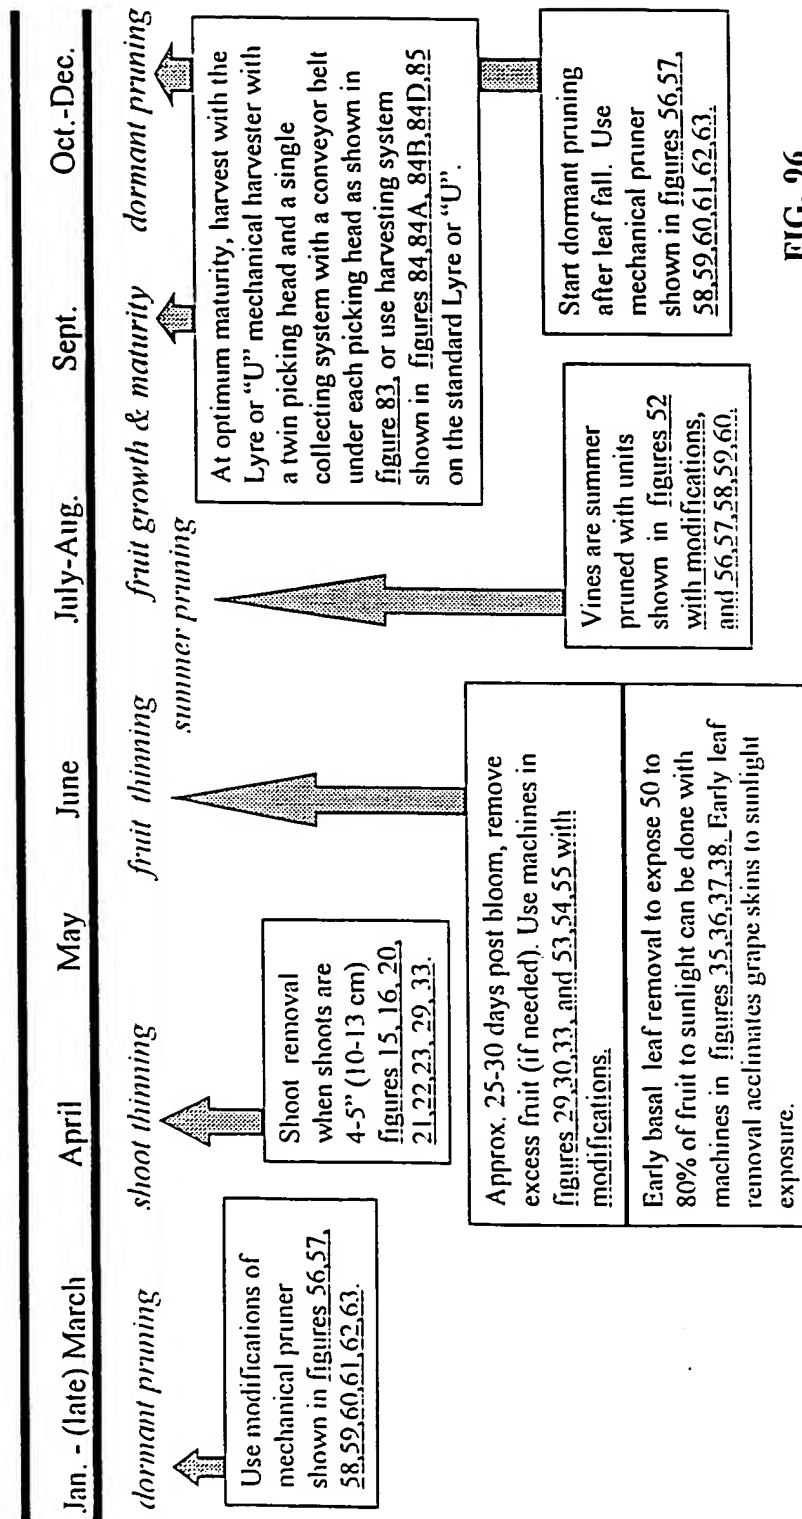 Jan. - (late) March April May June July-Aug. Sept. Oct.-Dec.
dormant pruning shoot thinning fruit thinning fruit growth & maturity dormant pruning
summer pruning
Use modifications of
mechanical pruner
shown in figures 56,57,
58,59,60,61,62,63.
Shoot removal
when shoots are
4-5" (10-13 cm)
figures 15, 16, 20,
21,22,23, 29, 33.
Approx. 25-30 days post bloom, remove
excess fruit (if needed). Use machines in
figures 29,30,33, and 53,54,55 with
modifications.
Early basal leaf removal to expose 50 to
80% of fruit to sunlight can be done with
machines in figures 35,36,37,38. Early leaf
removal acclimates grape skins to sunlight
exposure.
Vines are summer
pruned with units
shown in figures 52
with modifications,
and 56,57,58,59,60.
At optimum maturity, harvest with the
Lyre or "U" mechanical harvester with
a twin picking head and a single
collecting system with a conveyor belt
under each picking head as shown in
figure 83, or use harvesting system
shown in figures 84,84A, 84B,84D,85
on the standard Lyre or "U".
Start dormant pruning
after leaf fall. Use
mechanical pruner
shown in figures 56,57,
58,59,60,61,62,63.
FIG. 26